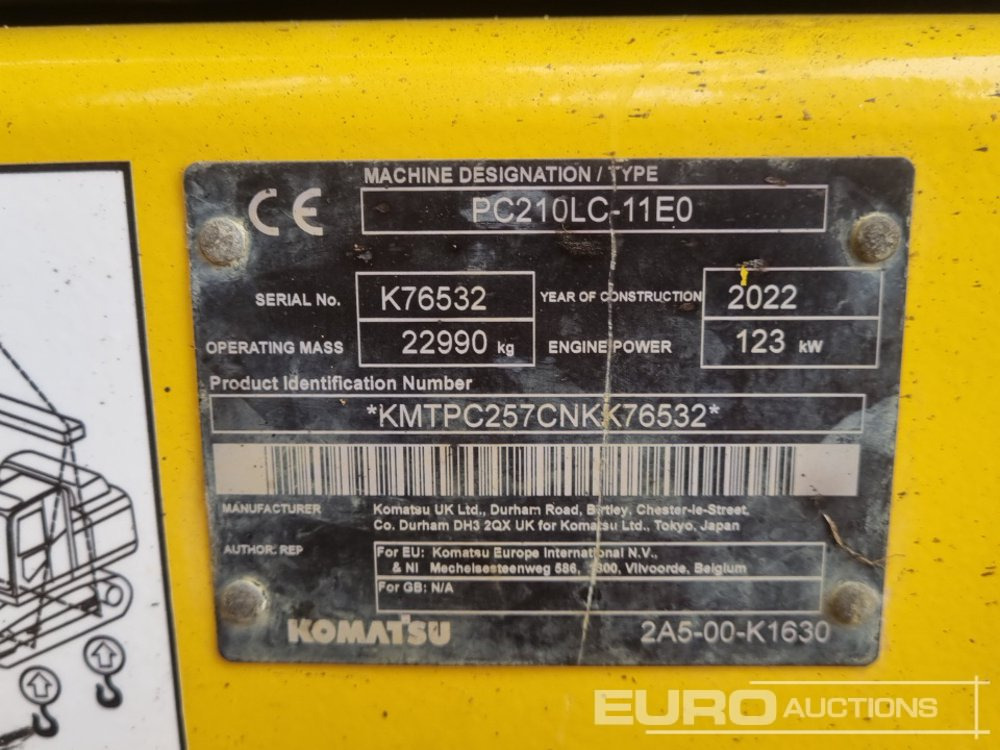 MACHINE DESIGNATION / TYPE
CE PC210LC-11E0
SERIAL No. K76532 YEAR OF CONSTRUCTION 2022
OPERATING MASS 22990 kg ENGINE POWER 123 kW
Product Identification Number
*KMTPC257CNKK76532*
MANUFACTURER Komatsu UK Ltd., Durham Road, Birtley, Chester-le-Street,
Co. Durham DH3 2QX UK for Komatsu Ltd., Tokyo, Japan
AUTHOR. REP For EU: Komatsu Europe International N.V.,
& NI Mechelsesteenweg 586, 1800, Vilvoorde, Belgium
For GB: N/A
KOMATSU 2A5-00-K1630
EURO AUCTIONS